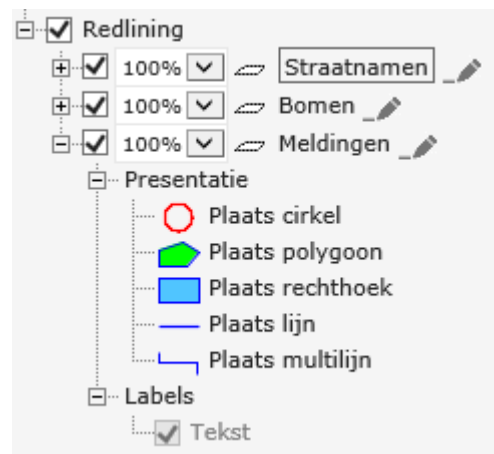 Redlining
100% Straatnamen
100% Bomen
100% Meldingen
Presentatie
Plaats cirkel
Plaats polygoon
Plaats rechthoek
Plaats lijn
Plaats multilijn
Labels
Tekst